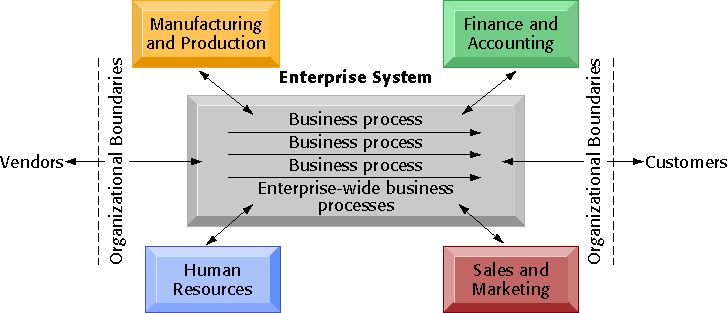 Manufacturing
and Production
Finance and
Accounting
Enterprise System
Organizational Boundaries
Organizational Boundaries
Business process
Business process
Business process
Enterprise-wide business
processes
Vendors
Customers
Human
Resources
Sales and
Marketing